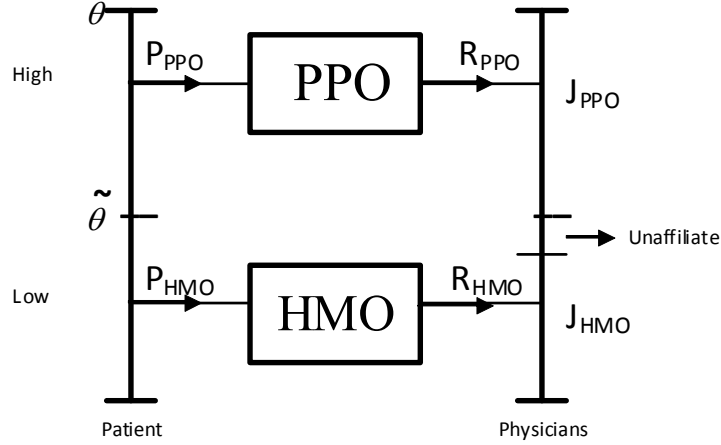 θ
P_PPO
PPO
R_PPO
High
J_PPO
θ̃
Unaffiliate
P_HMO
HMO
R_HMO
Low
J_HMO
Patient
Physicians